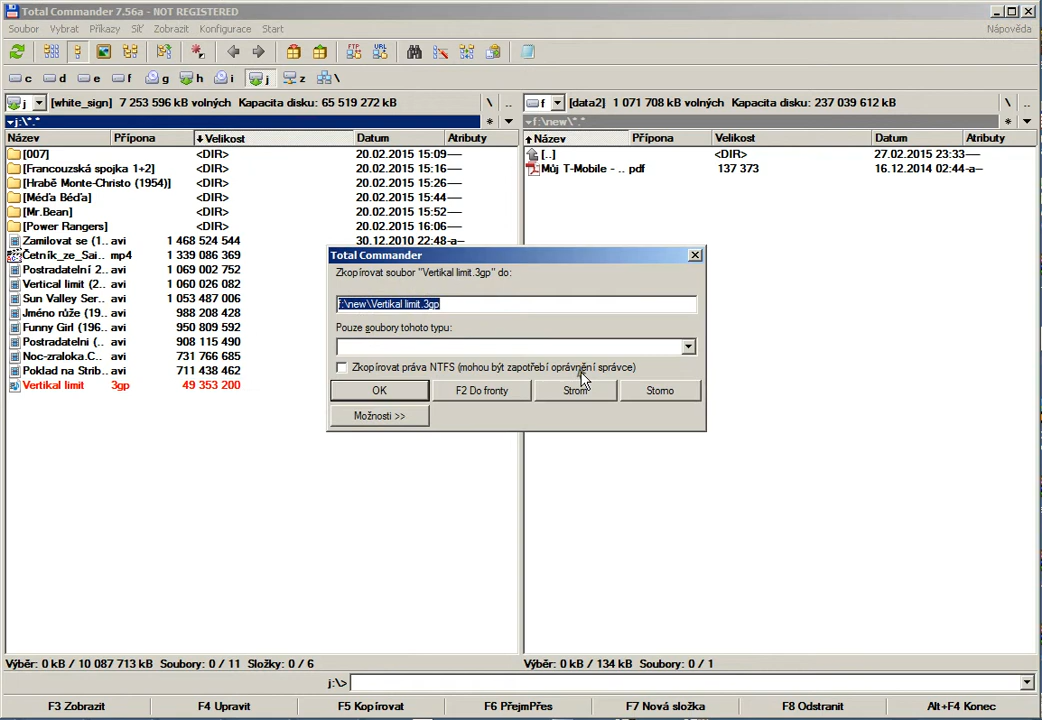 Total Commander 7.56a - NOT REGISTERED
Soubor Vybrat Příkazy Síť Zobrazit Konfigurace Start Nápověda
FTP URL
c d e f g h i j z \
j [white_sign] 7 253 596 kB volných Kapacita disku: 65 519 272 kB \ ..
f [data2] 1 071 708 kB volných Kapacita disku: 237 039 612 kB \ ..
j:\*.* *
f:\new\*.* *
Název Přípona Velikost Datum Atributy
[007] <DIR> 20.02.2015 15:09 ----
[Francouzská spojka 1+2] <DIR> 20.02.2015 15:16 ----
[Hrabě Monte-Christo (1954)] <DIR> 20.02.2015 15:26 ----
[Méďa Béďa] <DIR> 20.02.2015 15:44 ----
[Mr.Bean] <DIR> 20.02.2015 15:52 ----
[Power Rangers] <DIR> 20.02.2015 16:06 ----
Zamilovat se (1.. avi 1 468 524 544 30.12.2010 22:48 -a--
Četník_ze_Sai.. mp4 1 339 086 369
Postradatelní 2.. avi 1 069 002 752
Vertical limit (2.. avi 1 060 026 082
Sun Valley Ser.. avi 1 053 487 006
Jméno růže (19.. avi 988 208 428
Funny Girl (196.. avi 950 809 592
Postradatelni (.. avi 908 115 490
Noc-zraloka.C.. avi 731 766 685
Poklad na Strib.. avi 711 438 462
Vertikal limit 3gp 49 353 200
Název Přípona Velikost Datum Atributy
[..] <DIR> 27.02.2015 23:33 ----
Můj T-Mobile - .. pdf 137 373 16.12.2014 02:44 -a--
Total Commander
Zkopírovat soubor "Vertikal limit.3gp" do:
f:\new\Vertikal limit.3gp
Pouze soubory tohoto typu:
Zkopírovat práva NTFS (mohou být zapotřebí oprávnění správce)
OK F2 Do fronty Strom Storno
Možnosti >>
Výběr: 0 kB / 10 087 713 kB Soubory: 0 / 11 Složky: 0 / 6
Výběr: 0 kB / 134 kB Soubory: 0 / 1
j:\>
F3 Zobrazit F4 Upravit F5 Kopírovat F6 PřejmPřes F7 Nová složka F8 Odstranit Alt+F4 Konec